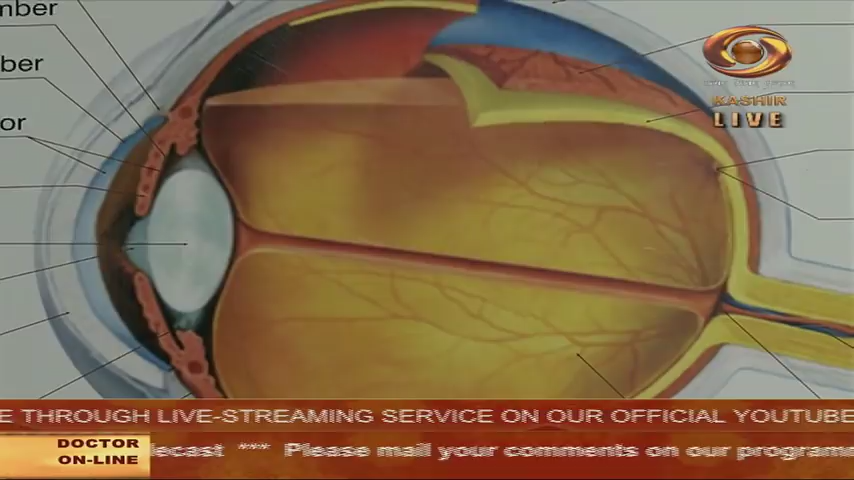 mber
ber
or
KASHIR
LIVE
E THROUGH LIVE-STREAMING SERVICE ON OUR OFFICIAL YOUTUBE
DOCTOR
ON-LINE
lecast *** Please mail your comments on our programm